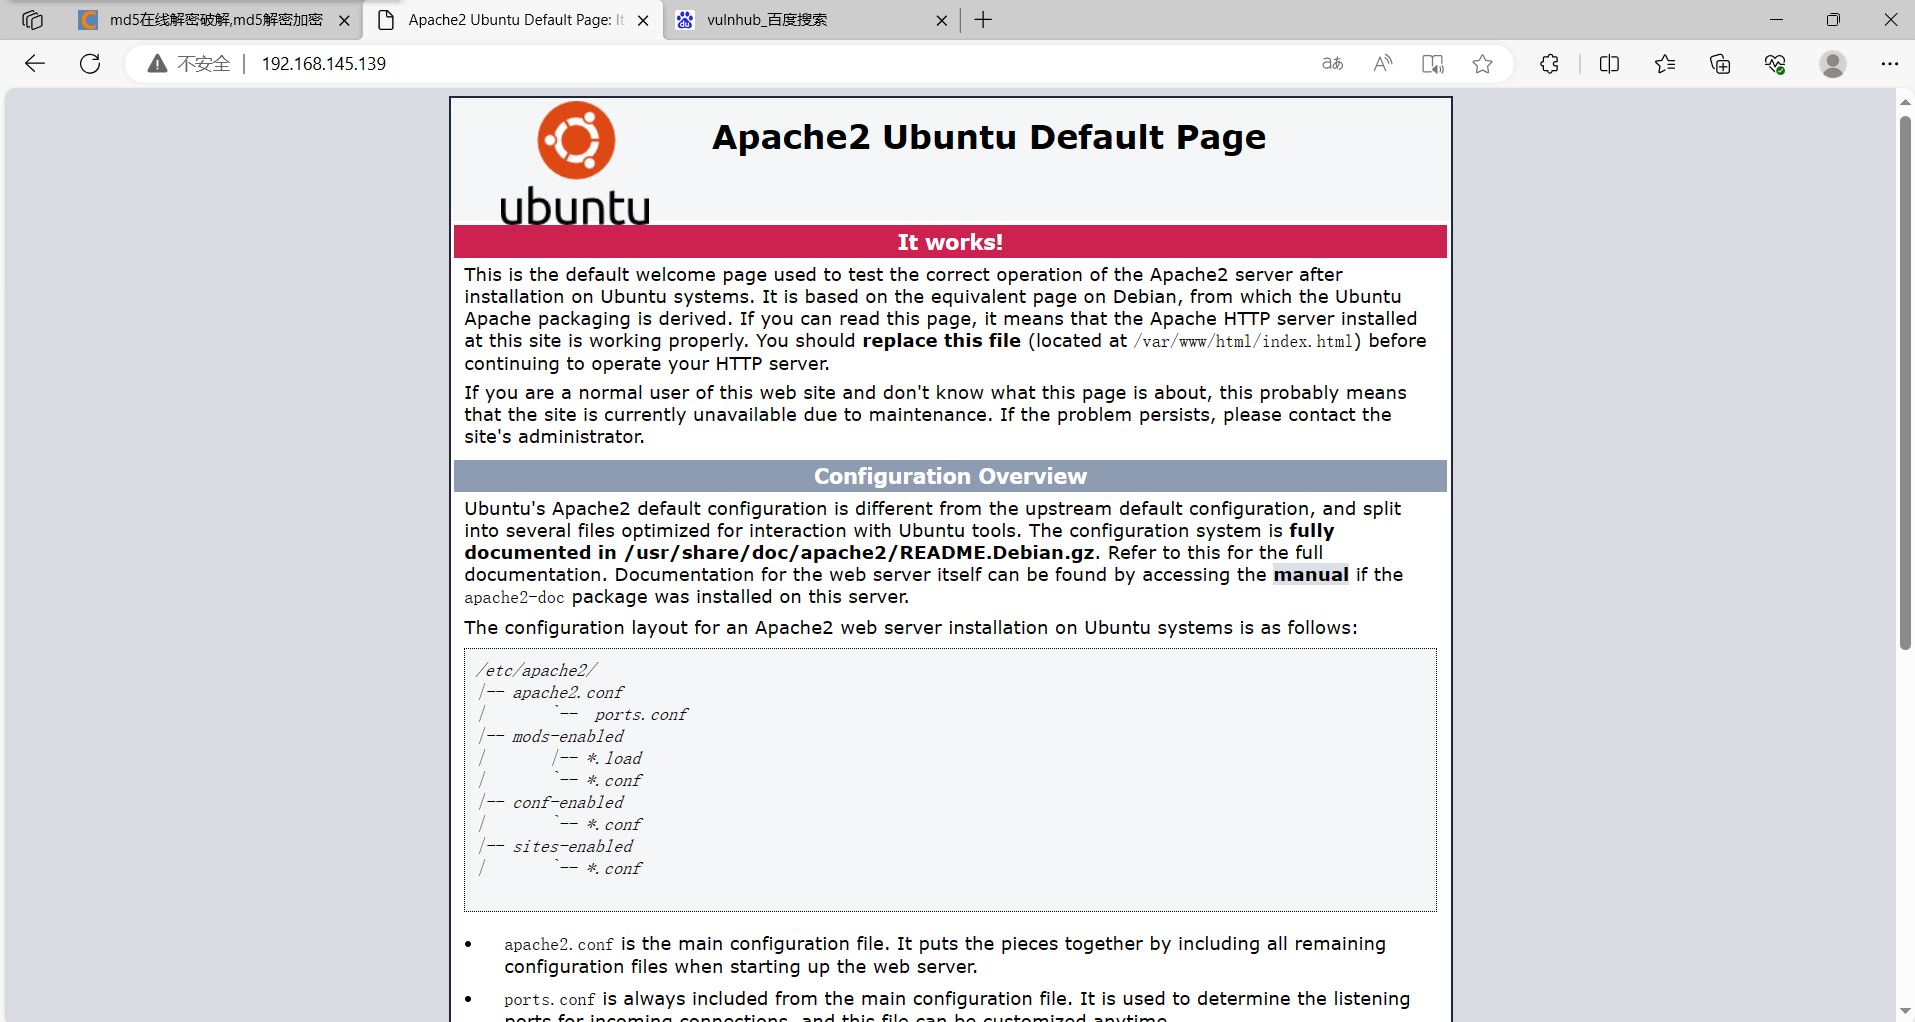 md5在线解密破解,md5解密加密
Apache2 Ubuntu Default Page: It
vulnhub_百度搜索
不安全
192.168.145.139
ubuntu
Apache2 Ubuntu Default Page
It works!
This is the default welcome page used to test the correct operation of the Apache2 server after
installation on Ubuntu systems. It is based on the equivalent page on Debian, from which the Ubuntu
Apache packaging is derived. If you can read this page, it means that the Apache HTTP server installed
at this site is working properly. You should replace this file (located at /var/www/html/index.html) before
continuing to operate your HTTP server.
If you are a normal user of this web site and don't know what this page is about, this probably means
that the site is currently unavailable due to maintenance. If the problem persists, please contact the
site's administrator.
Configuration Overview
Ubuntu's Apache2 default configuration is different from the upstream default configuration, and split
into several files optimized for interaction with Ubuntu tools. The configuration system is fully
documented in /usr/share/doc/apache2/README.Debian.gz. Refer to this for the full
documentation. Documentation for the web server itself can be found by accessing the manual if the
apache2-doc package was installed on this server.
The configuration layout for an Apache2 web server installation on Ubuntu systems is as follows:
/etc/apache2/
|-- apache2.conf
|       `--  ports.conf
|-- mods-enabled
|       |-- *.load
|       `-- *.conf
|-- conf-enabled
|       `-- *.conf
|-- sites-enabled
|       `-- *.conf
• apache2.conf is the main configuration file. It puts the pieces together by including all remaining
configuration files when starting up the web server.
• ports.conf is always included from the main configuration file. It is used to determine the listening
ports for incoming connections, and this file can be customized anytime.